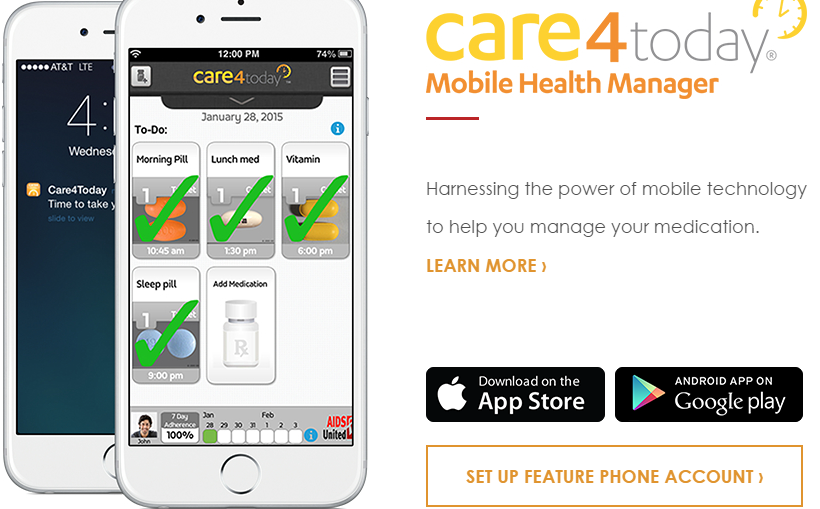 AT&T LTE
4:
Wednes
Care4Today
Time to take y
slide to view
12:00 PM 74%
care4today™
January 28, 2015
To-Do:
Morning Pill Lunch med Vitamin
1 1 1
10:45 am 1:30 pm 6:00 pm
Sleep pill Add Medication
1
Rx
9:00 pm
7 Day Adherence 100%
Jan Feb
28 29 30 31 1 2 3
John
AIDS
United
care4today®
Mobile Health Manager
Harnessing the power of mobile technology
to help you manage your medication.
LEARN MORE ›
Download on the
App Store
ANDROID APP ON
Google play
SET UP FEATURE PHONE ACCOUNT ›